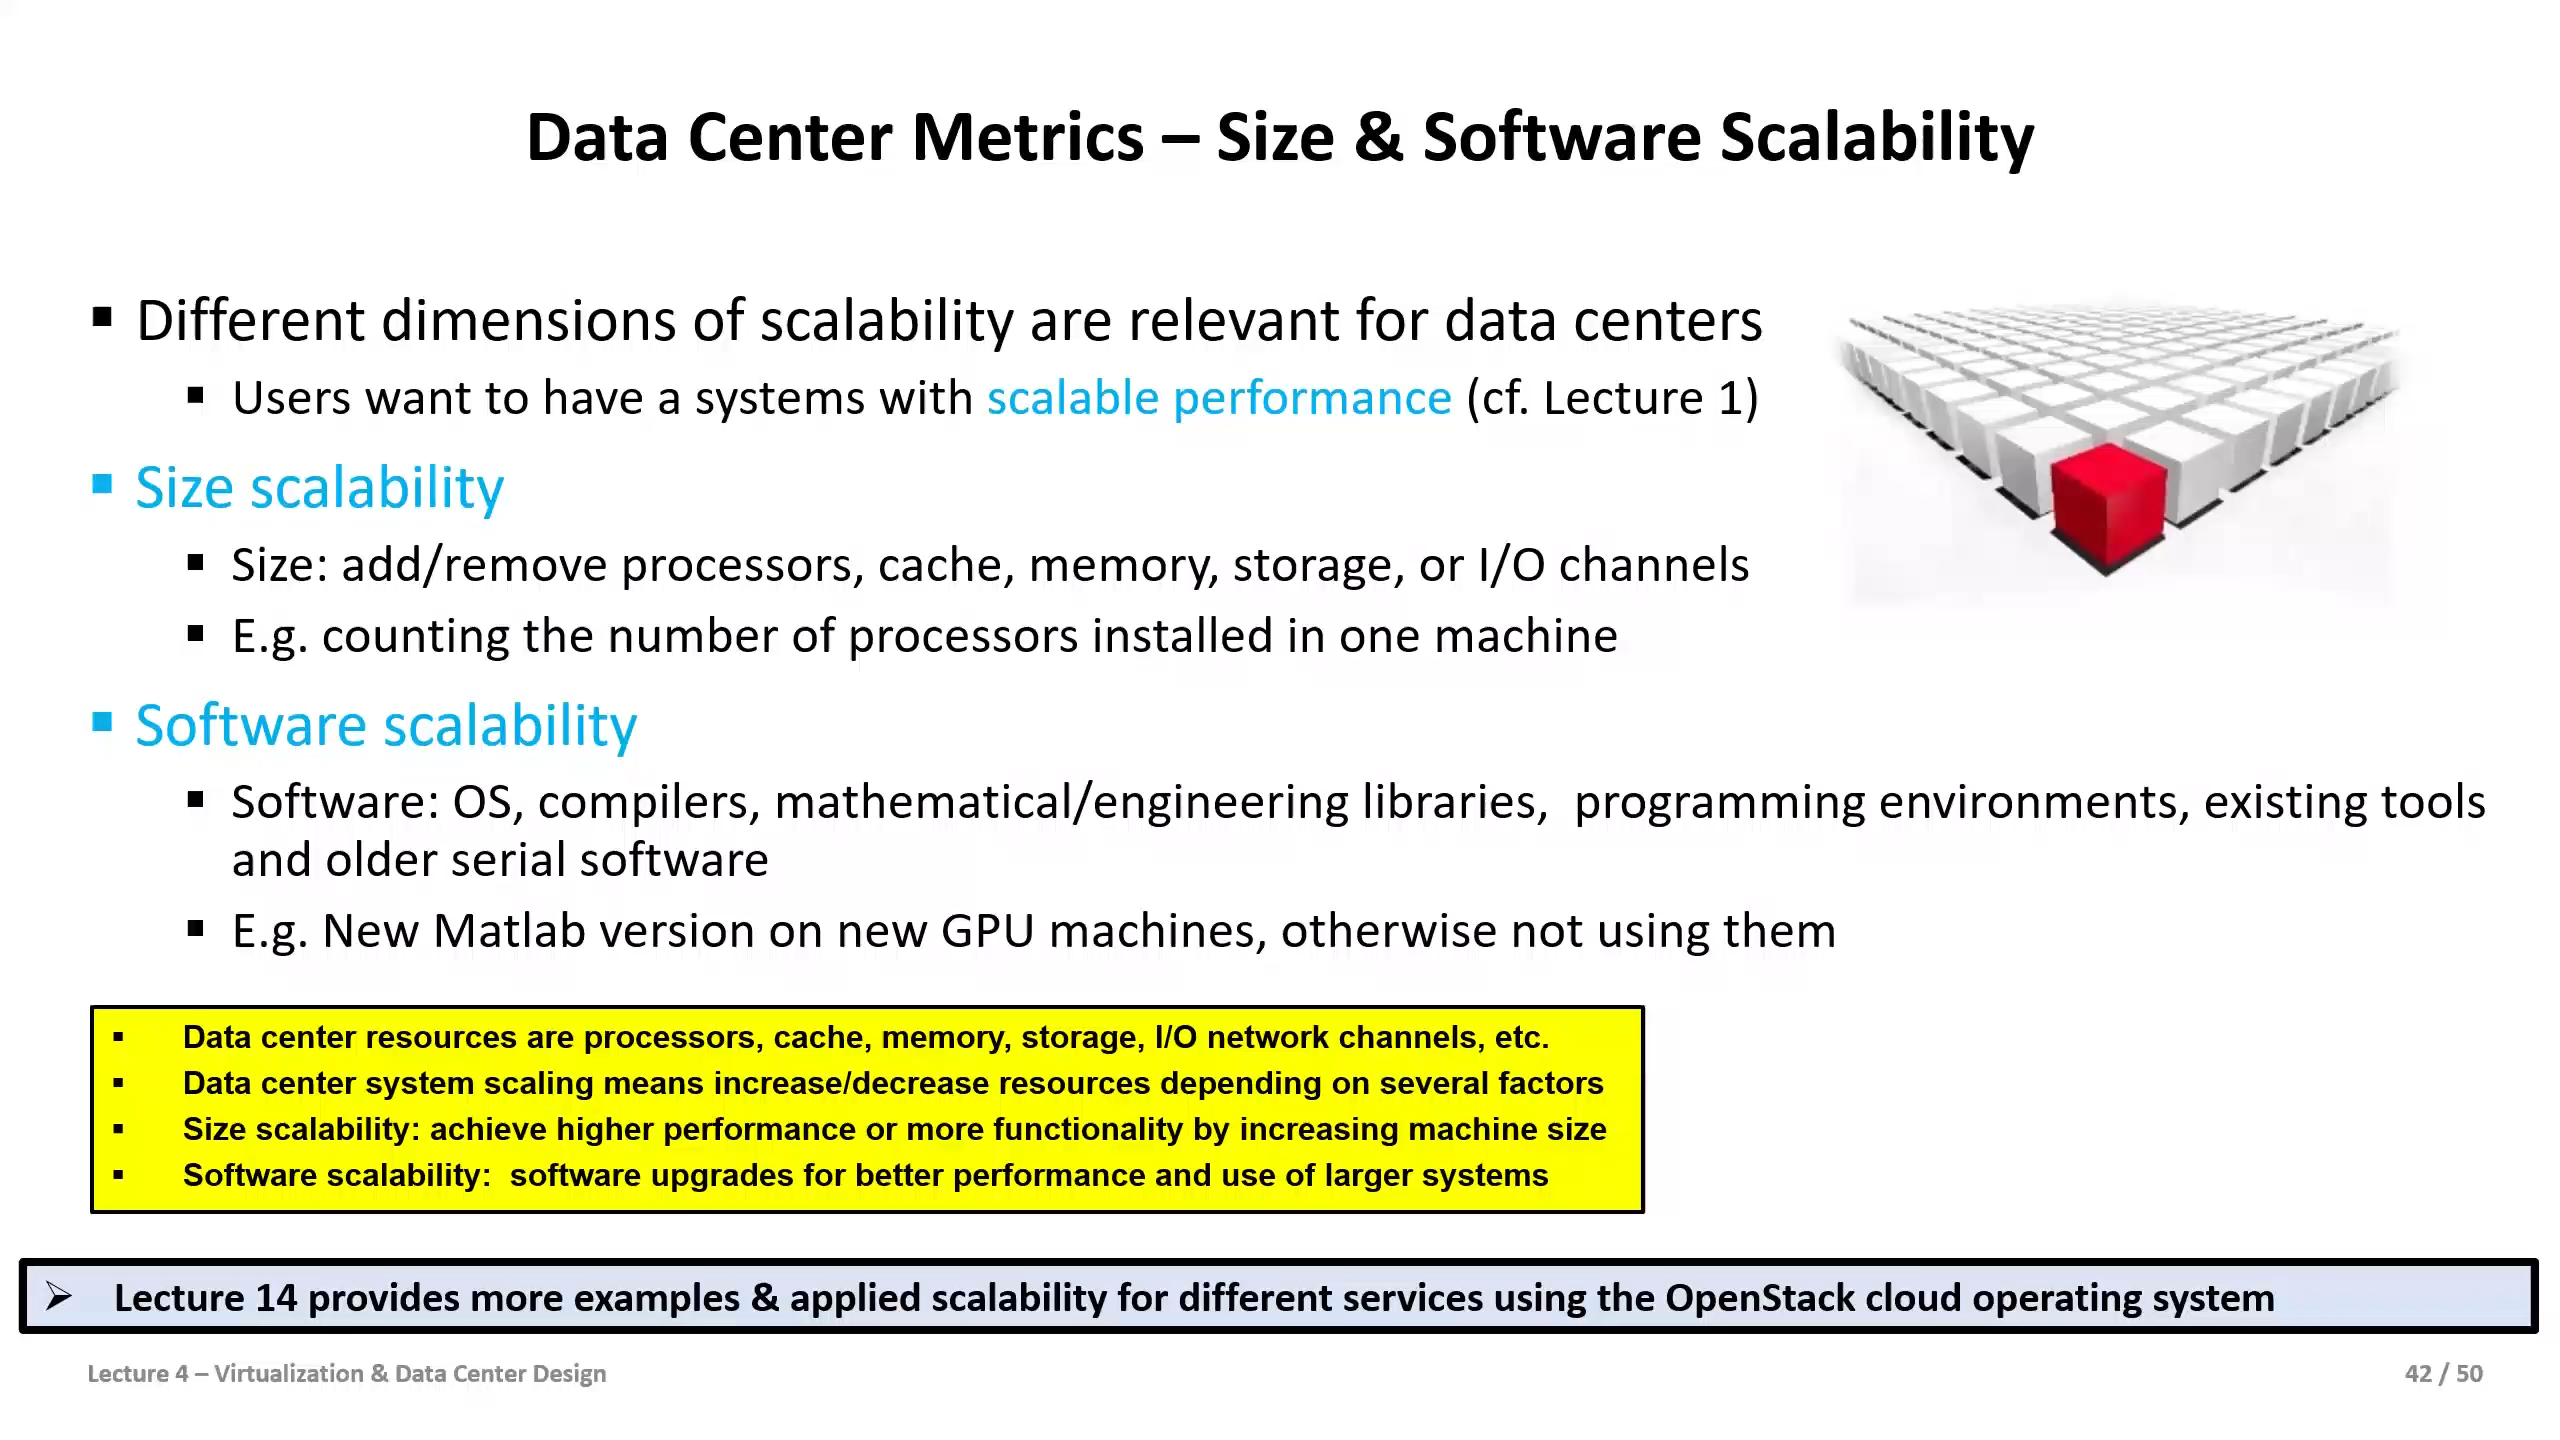 Data Center Metrics – Size & Software Scalability
▪ Different dimensions of scalability are relevant for data centers
▪ Users want to have a systems with scalable performance (cf. Lecture 1)
▪ Size scalability
▪ Size: add/remove processors, cache, memory, storage, or I/O channels
▪ E.g. counting the number of processors installed in one machine
▪ Software scalability
▪ Software: OS, compilers, mathematical/engineering libraries,  programming environments, existing tools
and older serial software
▪ E.g. New Matlab version on new GPU machines, otherwise not using them
▪ Data center resources are processors, cache, memory, storage, I/O network channels, etc.
▪ Data center system scaling means increase/decrease resources depending on several factors
▪ Size scalability: achieve higher performance or more functionality by increasing machine size
▪ Software scalability:  software upgrades for better performance and use of larger systems
➢ Lecture 14 provides more examples & applied scalability for different services using the OpenStack cloud operating system
Lecture 4 – Virtualization & Data Center Design
42 / 50